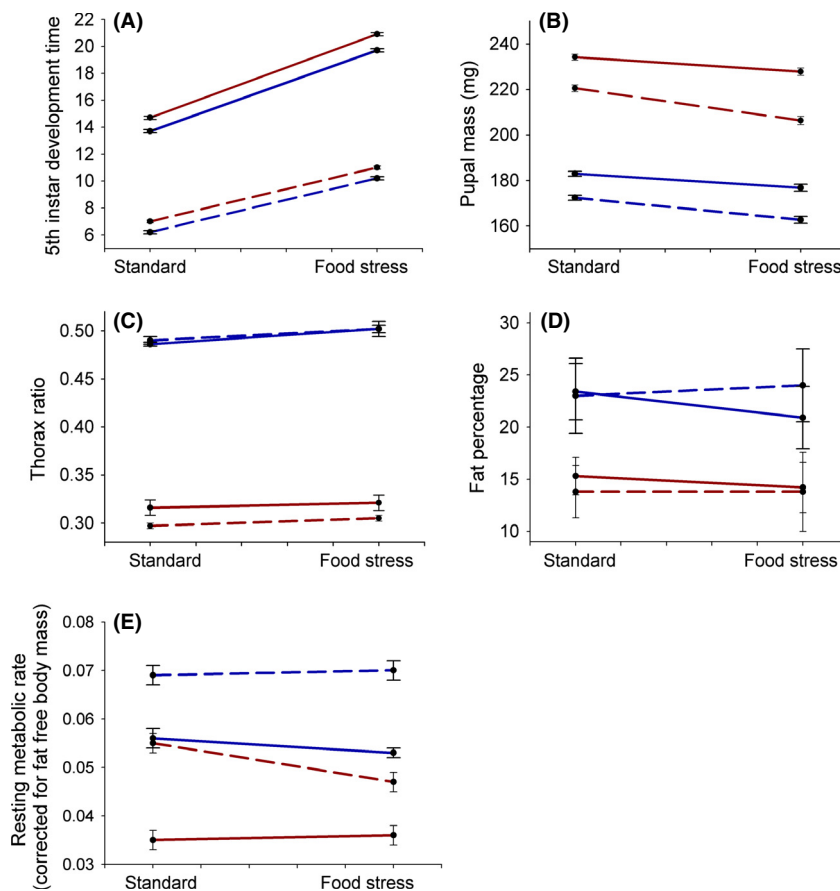 (A)
22
20
18
16
14
12
10
8
6
5th instar development time
Standard Food stress
(B)
240
220
200
180
160
Pupal mass (mg)
Standard Food stress
(C)
0.50
0.45
0.40
0.35
0.30
Thorax ratio
Standard Food stress
(D)
30
25
20
15
10
Fat percentage
Standard Food stress
(E)
0.08
0.07
0.06
0.05
0.04
0.03
Resting metabolic rate
(corrected for fat free body mass)
Standard Food stress